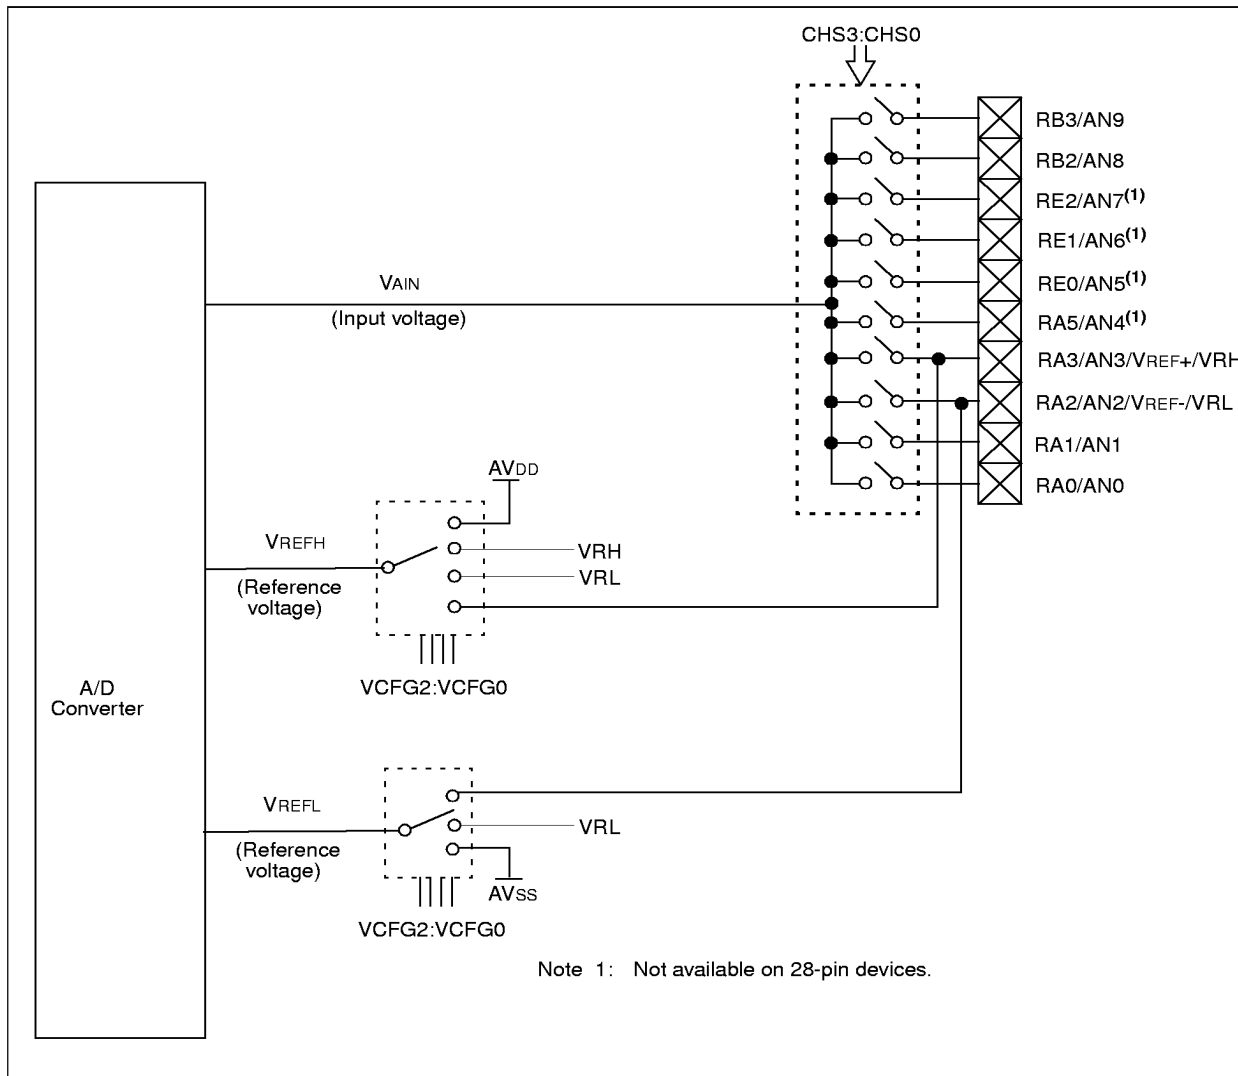 CHS3:CHS0
RB3/AN9
RB2/AN8
RE2/AN7(1)
RE1/AN6(1)
RE0/AN5(1)
RA5/AN4(1)
RA3/AN3/VREF+/VRH
RA2/AN2/VREF-/VRL
RA1/AN1
RA0/AN0
VAIN
(Input voltage)
AVDD
VREFH
(Reference
voltage)
VRH
VRL
VCFG2:VCFG0
A/D
Converter
VREFL
(Reference
voltage)
VRL
AVSS
VCFG2:VCFG0
Note 1: Not available on 28-pin devices.